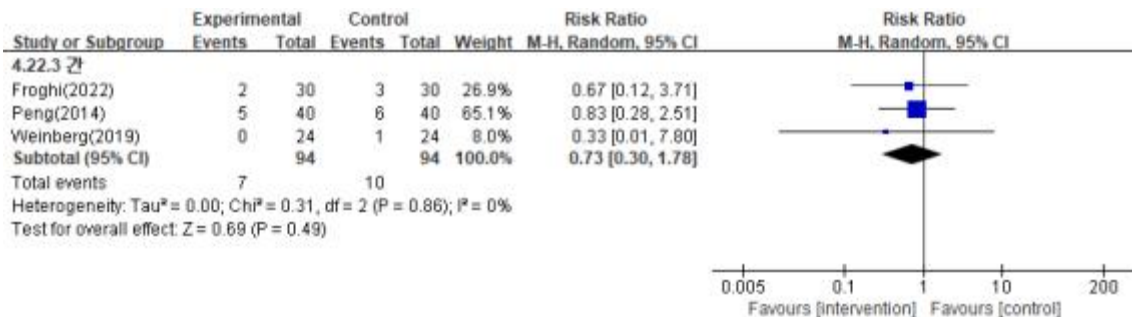 Experimental Control Risk Ratio Risk Ratio
Study or Subgroup Events Total Events Total Weight M-H, Random, 95% CI M-H, Random, 95% CI
4.22.3 간
Froghi(2022) 2 30 3 30 26.9% 0.67 [0.12, 3.71]
Peng(2014) 5 40 6 40 65.1% 0.83 [0.28, 2.51]
Weinberg(2019) 0 24 1 24 8.0% 0.33 [0.01, 7.80]
Subtotal (95% CI) 94 94 100.0% 0.73 [0.30, 1.78]
Total events 7 10
Heterogeneity: Tau² = 0.00; Chi² = 0.31, df = 2 (P = 0.86); I² = 0%
Test for overall effect: Z = 0.69 (P = 0.49)
0.005 0.1 1 10 200
Favours [intervention] Favours [control]